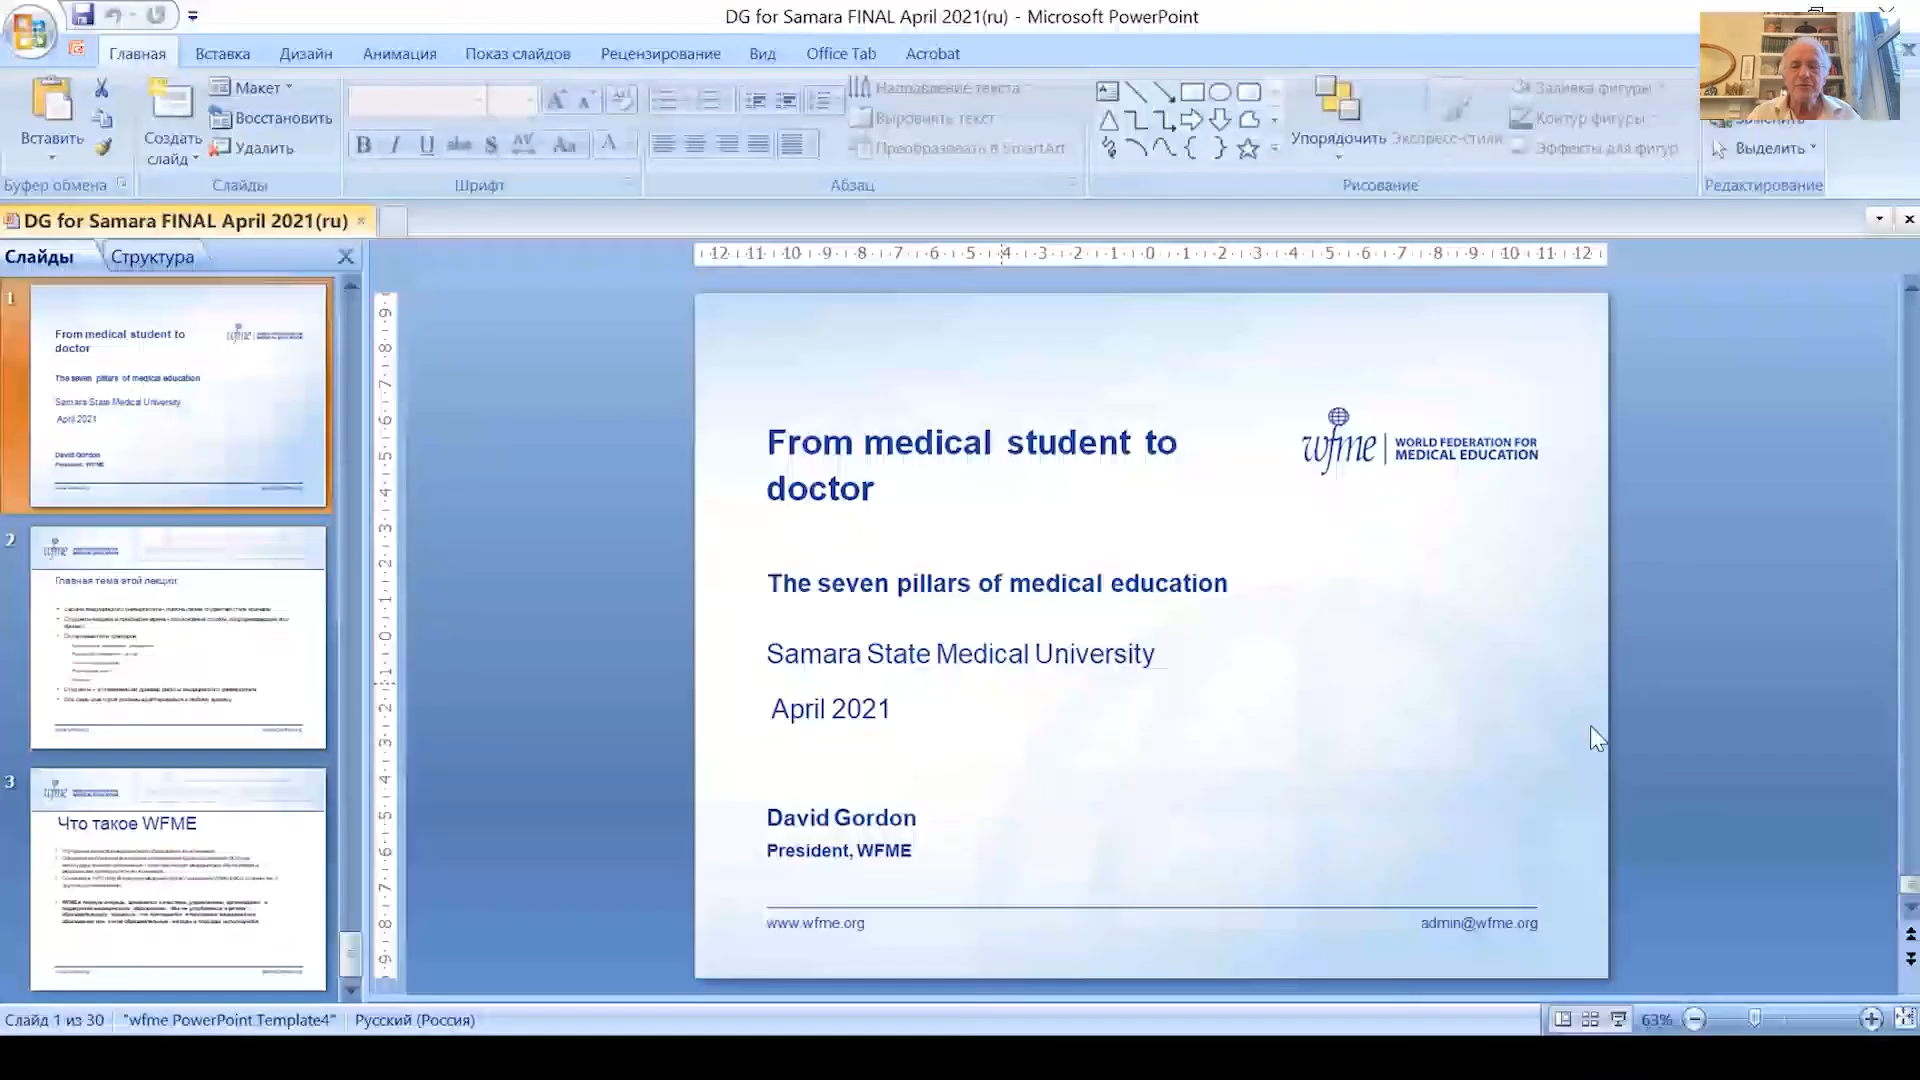 DG for Samara FINAL April 2021(ru) - Microsoft PowerPoint
Главная Вставка Дизайн Анимация Показ слайдов Рецензирование Вид Office Tab Acrobat
Вставить
Создать слайд
Макет
Восстановить
Удалить
Направление текста
Выровнять текст
Преобразовать в SmartArt
Упорядочить
Экспресс-стили
Заливка фигуры
Контур фигуры
Эффекты для фигур
Выделить
Буфер обмена Слайды Шрифт Абзац Рисование Редактирование
DG for Samara FINAL April 2021(ru)
Слайды Структура
1
From medical student to
doctor
The seven pillars of medical education
Samara State Medical University
April 2021
David Gordon
President, WFME
2
Главная тема этой лекции:
3
Что такое WFME
From medical student to
doctor
wfme WORLD FEDERATION FOR
MEDICAL EDUCATION
The seven pillars of medical education
Samara State Medical University
April 2021
David Gordon
President, WFME
www.wfme.org admin@wfme.org
Слайд 1 из 30 "wfme PowerPoint Template4" Русский (Россия) 63%